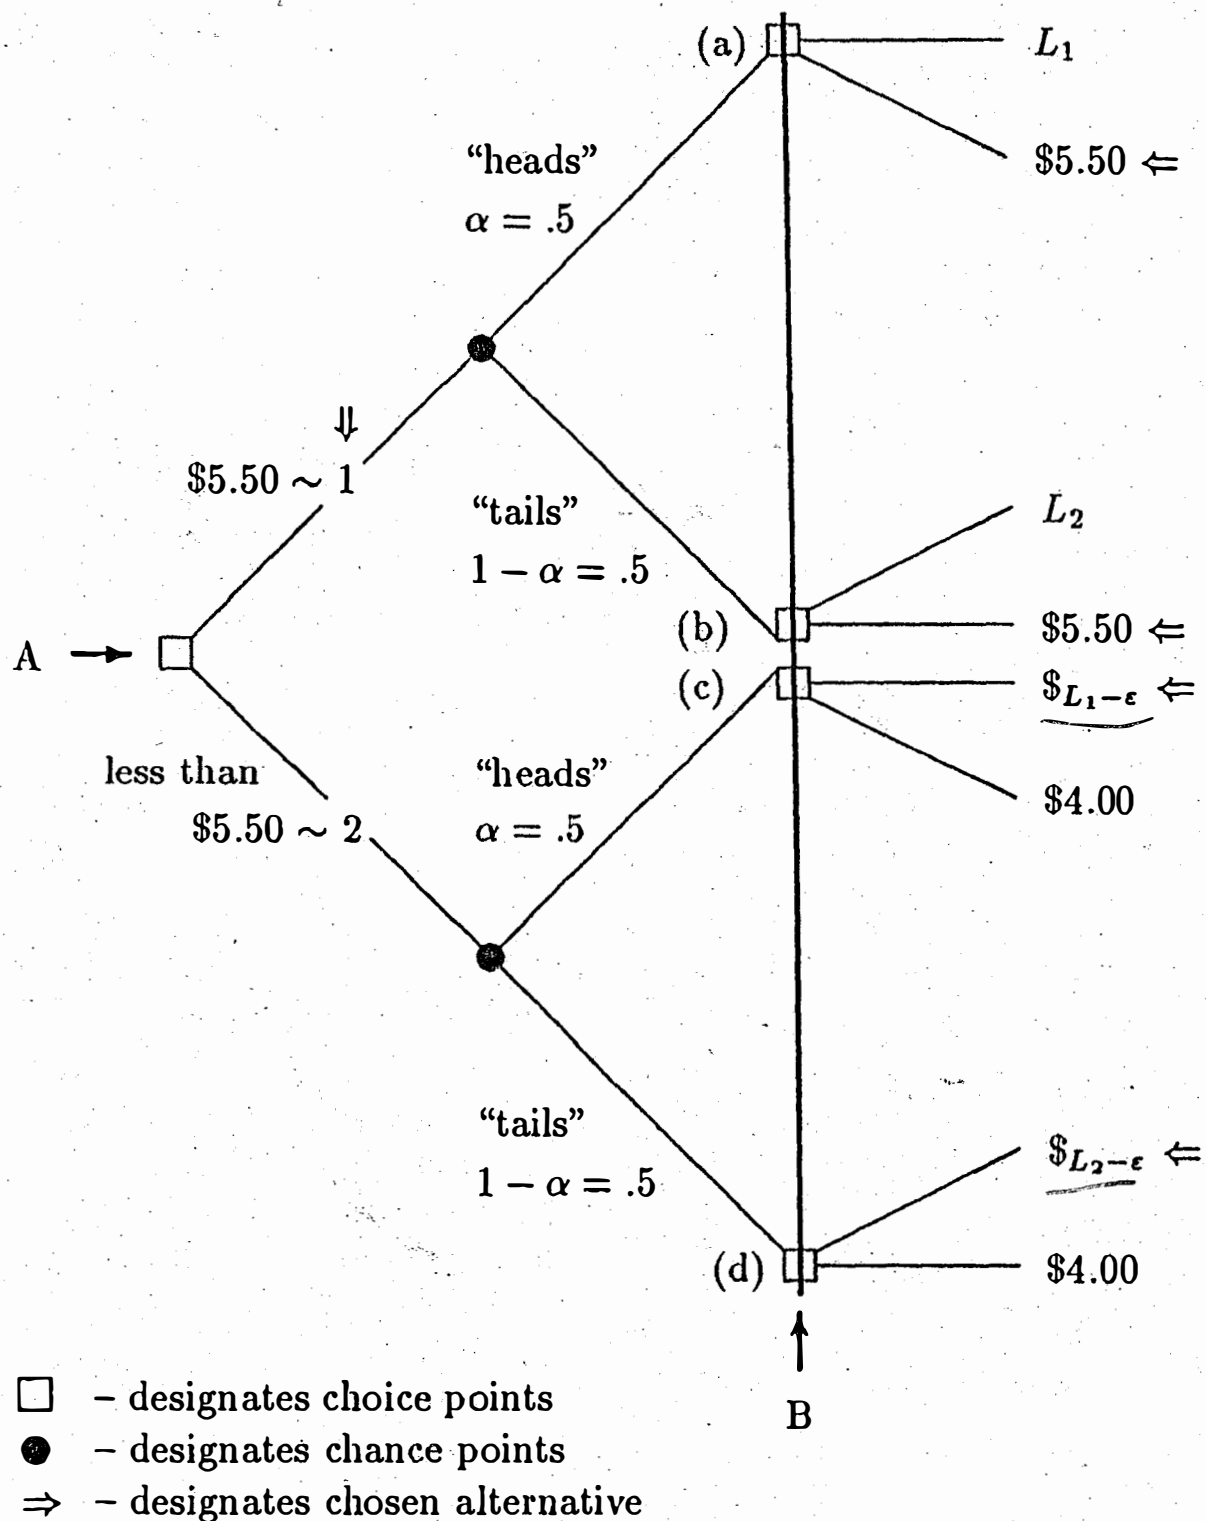 (a)
L₁
"heads"
α = .5
$5.50 ⇐
⇓
$5.50 ~ 1
"tails"
1 − α = .5
L₂
A →
(b)
$5.50 ⇐
(c)
$L₁−ε ⇐
less than
$5.50 ~ 2
"heads"
α = .5
$4.00
"tails"
1 − α = .5
$L₂−ε ⇐
(d)
$4.00
B
□ – designates choice points
● – designates chance points
⇒ – designates chosen alternative